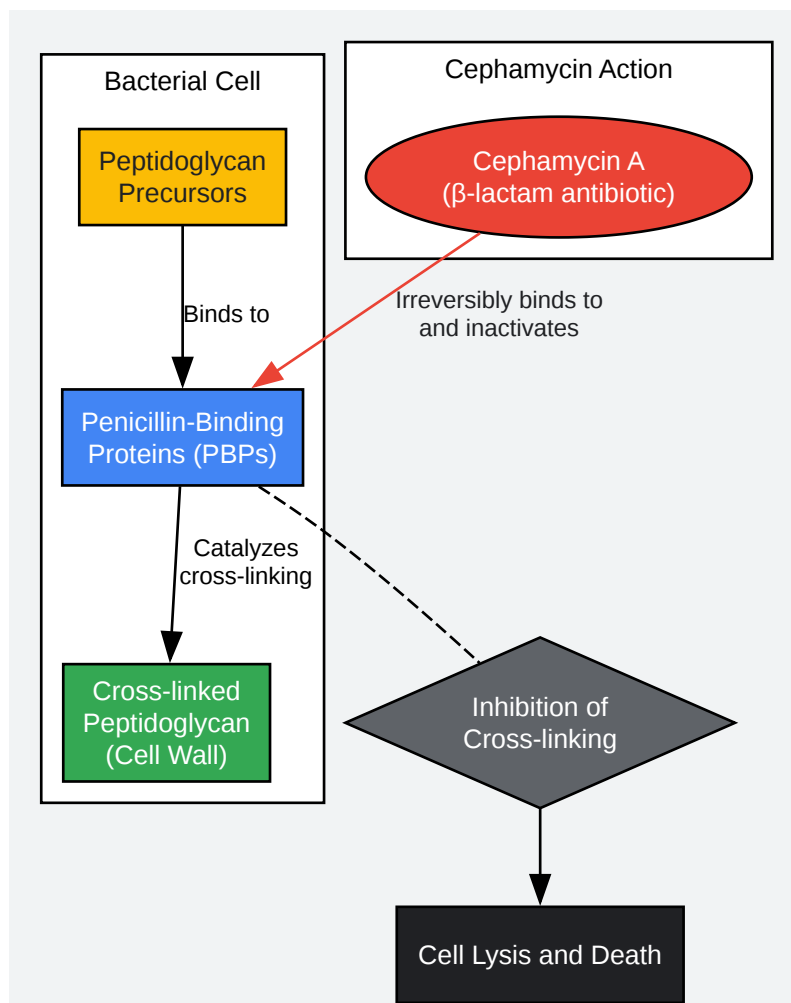 Bacterial Cell
Peptidoglycan
Precursors
Cephamycin Action
Cephamycin A
(β-lactam antibiotic)
Binds to
Irreversibly binds to
and inactivates
Penicillin-Binding
Proteins (PBPs)
Catalyzes
cross-linking
Cross-linked
Peptidoglycan
(Cell Wall)
Inhibition of
Cross-linking
Cell Lysis and Death